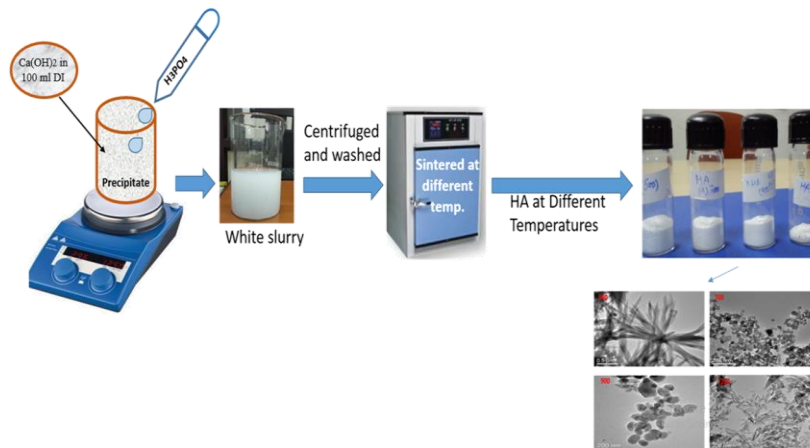 Ca(OH)2 in
100 ml DI
H3PO4
Precipitate
White slurry
Centrifuged
and washed
Sintered at
different
temp.
HA at Different
Temperatures
HA